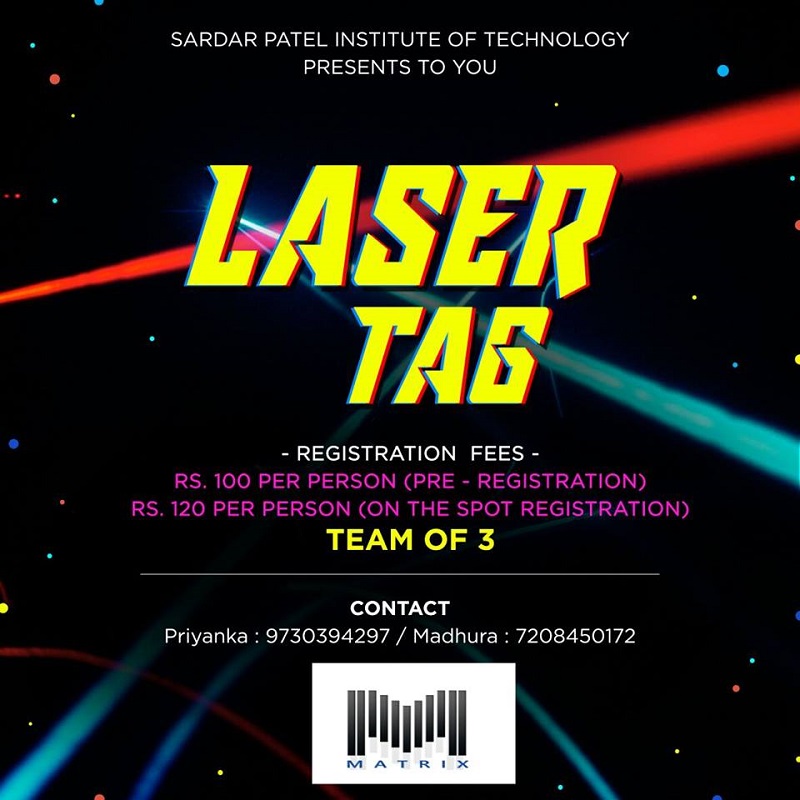 SARDAR PATEL INSTITUTE OF TECHNOLOGY
PRESENTS TO YOU
LASER
TAG
- REGISTRATION FEES -
RS. 100 PER PERSON (PRE - REGISTRATION)
RS. 120 PER PERSON (ON THE SPOT REGISTRATION)
TEAM OF 3
CONTACT
Priyanka : 9730394297 / Madhura : 7208450172
MATRIX